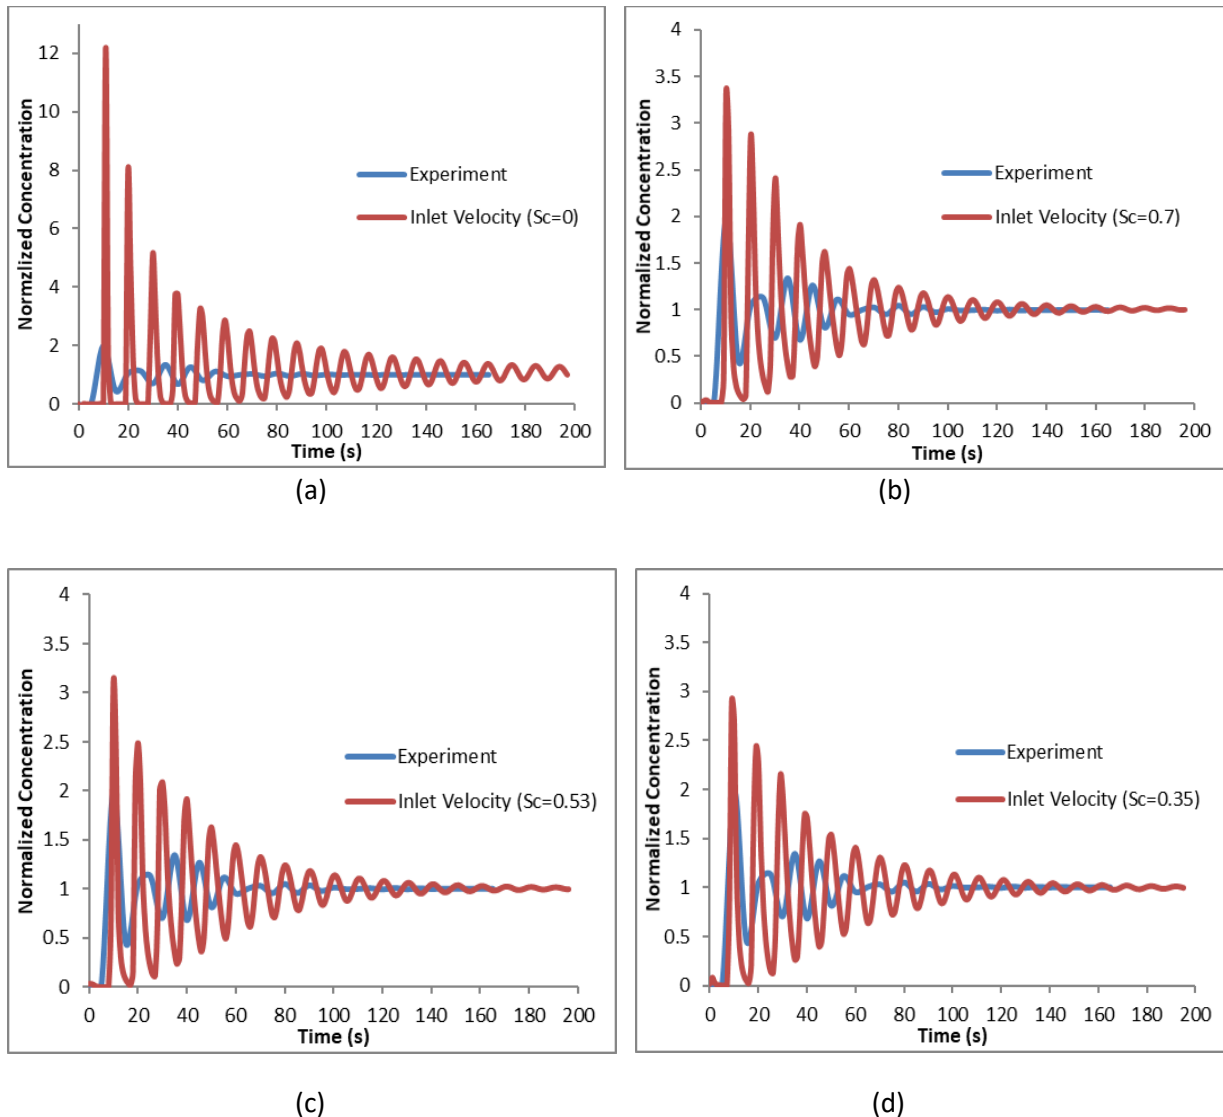 12
10
8
6
4
2
0
Normzlized Concentration
Experiment
Inlet Velocity (Sc=0)
0 20 40 60 80 100 120 140 160 180 200
Time (s)
(a)
4
3.5
3
2.5
2
1.5
1
0.5
0
Normalized Concentration
Experiment
Inlet Velocity (Sc=0.7)
0 20 40 60 80 100 120 140 160 180 200
Time (s)
(b)
4
3.5
3
2.5
2
1.5
1
0.5
0
Normalized Concentration
Experiment
Inlet Velocity (Sc=0.53)
0 20 40 60 80 100 120 140 160 180 200
Time (s)
(c)
4
3.5
3
2.5
2
1.5
1
0.5
0
Normalized Concentration
Experiment
Inlet Velocity (Sc=0.35)
0 20 40 60 80 100 120 140 160 180 200
Time (s)
(d)